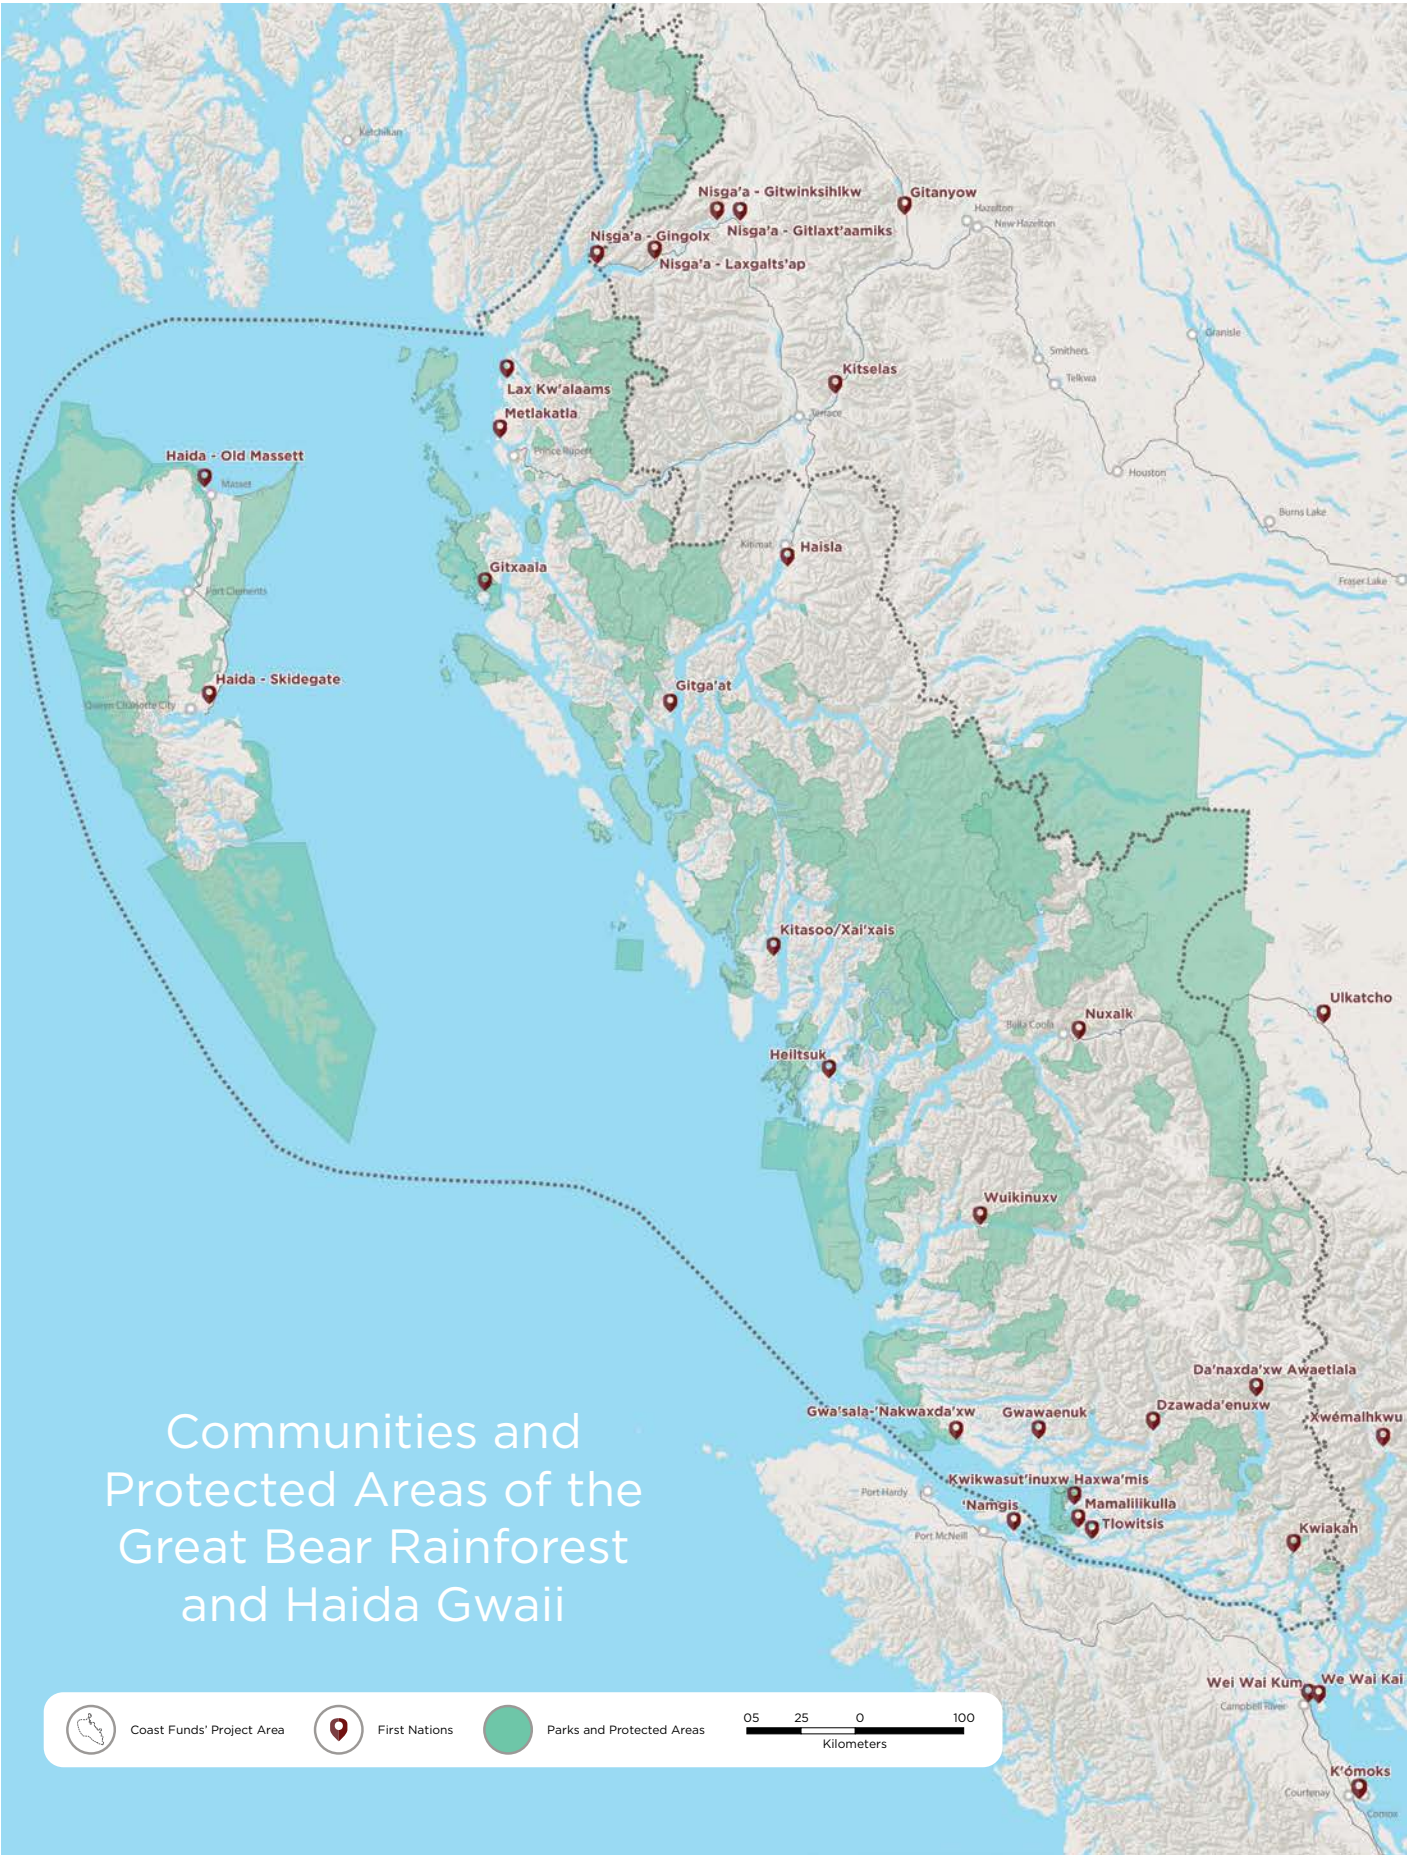 Ketchikan
Nisga'a - Gitwinksihlkw
Gitanyow
Hazelton
New Hazelton
Nisga'a - Gitlaxt'aamiks
Nisga'a - Gingolx
Nisga'a - Laxgalts'ap
Granisle
Smithers
Telkwa
Kitselas
Lax Kw'alaams
Metlakatla
Terrace
Prince Rupert
Haida - Old Massett
Masset
Houston
Burns Lake
Kitimat
Haisla
Gitxaala
Fraser Lake
Port Clements
Haida - Skidegate
Queen Charlotte City
Gitga'at
Kitasoo/Xai'xais
Ulkatcho
Nuxalk
Bella Coola
Heiltsuk
Wuikinuxv
Da'naxda'xw Awaetlala
Dzawada'enuxw
Gwa'sala-'Nakwaxda'xw
Gwawaenuk
Xwémalhkwu
Kwikwasut'inuxw Haxwa'mis
Port Hardy
'Namgis
Mamalilikulla
Tlowitsis
Port McNeill
Kwiakah
Communities and
Protected Areas of the
Great Bear Rainforest
and Haida Gwaii
Wei Wai Kum
We Wai Kai
Campbell River
K'ómoks
Courtenay
Comox
Coast Funds' Project Area
First Nations
Parks and Protected Areas
05 25 0 100
Kilometers